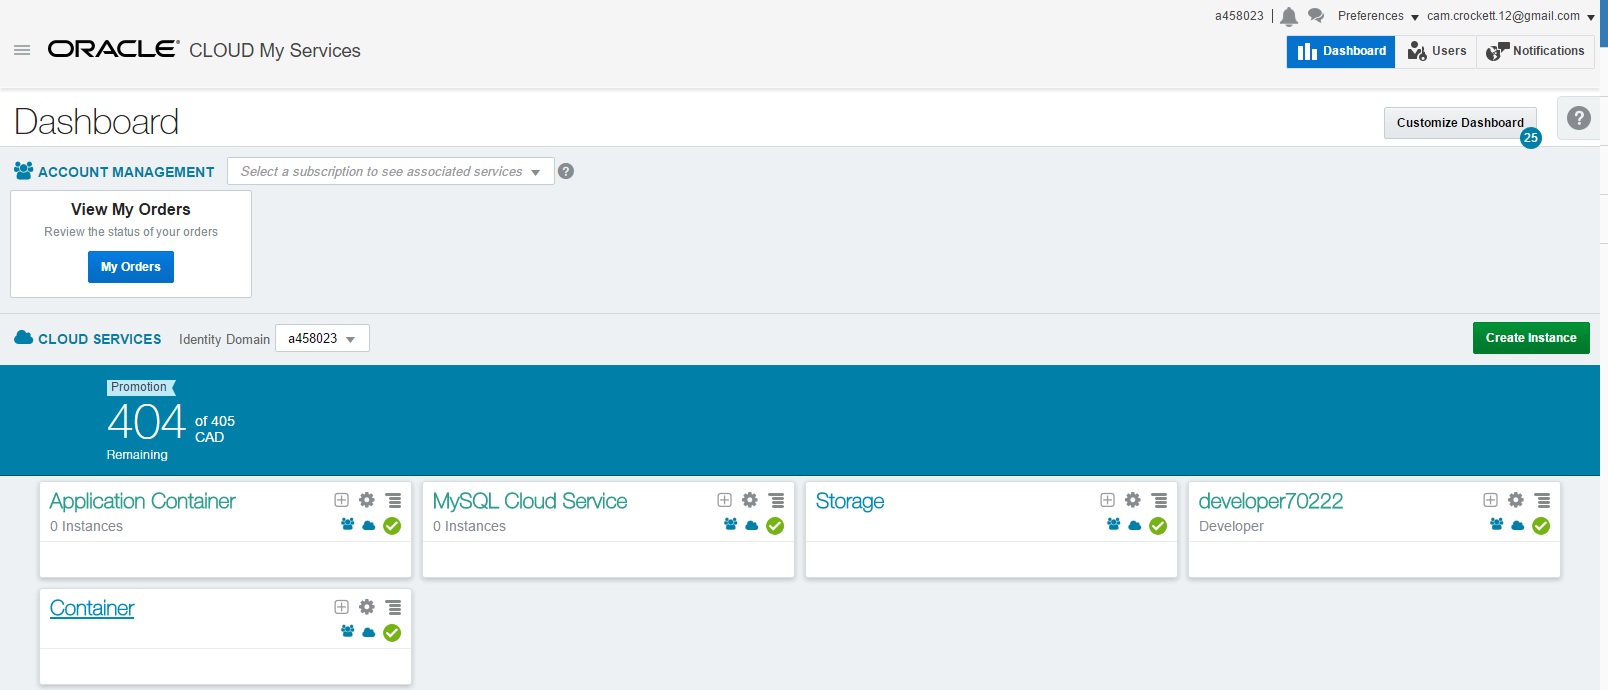 a458023
Preferences
cam.crockett.12@gmail.com
ORACLE CLOUD My Services
Dashboard
Users
Notifications
Dashboard
Customize Dashboard
25
?
ACCOUNT MANAGEMENT
Select a subscription to see associated services
?
View My Orders
Review the status of your orders
My Orders
CLOUD SERVICES
Identity Domain
a458023
Create Instance
Promotion
404 of 405
CAD
Remaining
Application Container
0 Instances
MySQL Cloud Service
0 Instances
Storage
developer70222
Developer
Container